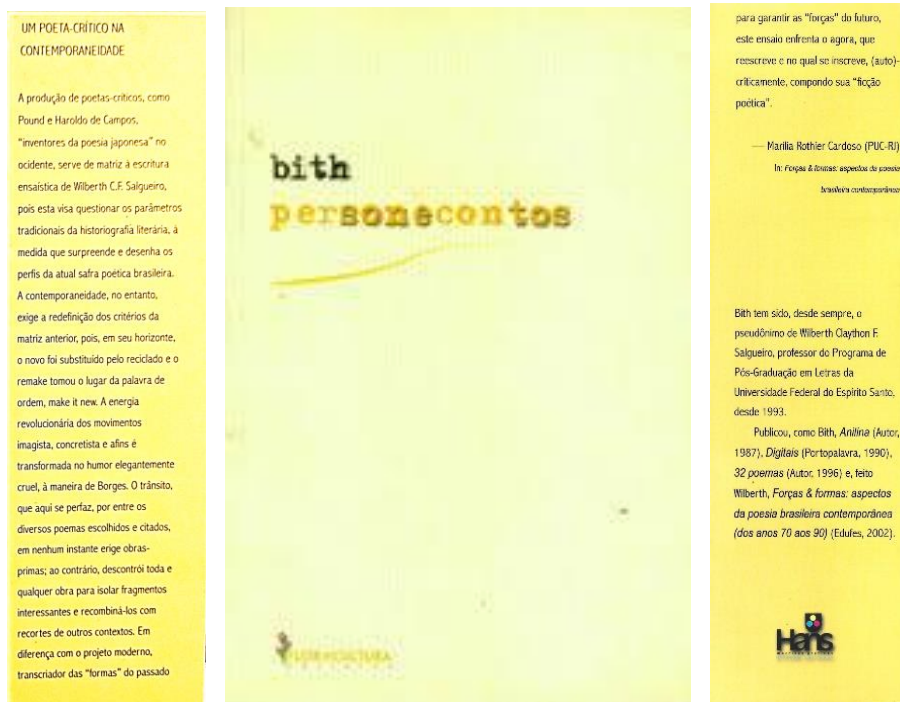 UM POETA-CRÍTICO NA
CONTEMPORANEIDADE
A produção de poetas-críticos, como
Pound e Haroldo de Campos,
"inventores da poesia japonesa" no
ocidente, serve de matriz à escritura
ensaística de Wilberth C.F. Salgueiro,
pois esta visa questionar os parâmetros
tradicionais da historiografia literária, à
medida que surpreende e desenha os
perfis da atual safra poética brasileira.
A contemporaneidade, no entanto,
exige a redefinição dos critérios da
matriz anterior, pois, em seu horizonte,
o novo foi substituído pelo reciclado e o
remake tomou o lugar da palavra de
ordem, make it new. A energia
revolucionária dos movimentos
imagista, concretista e afins é
transformada no humor elegantemente
cruel, à maneira de Borges. O trânsito,
que aqui se perfaz, por entre os
diversos poemas escolhidos e citados,
em nenhum instante erige obras-
primas; ao contrário, descontrói toda e
qualquer obra para isolar fragmentos
interessantes e recombiná-los com
recortes de outros contextos. Em
diferença com o projeto moderno,
transcriador das "formas" do passado
bith
personecontos
FLOR&CULTURA
para garantir as "forças" do futuro,
este ensaio enfrenta o agora, que
reescreve e no qual se inscreve, (auto)-
criticamente, compondo sua "ficção
poética".
— Marília Rothier Cardoso (PUC-RJ)
In: Forças & formas: aspectos da poesia
brasileira contemporânea
Bith tem sido, desde sempre, o
pseudônimo de Wilberth Claython F.
Salgueiro, professor do Programa de
Pós-Graduação em Letras da
Universidade Federal do Espírito Santo,
desde 1993.
Publicou, como Bith, Anilina (Autor,
1987), Digitais (Portopalavra, 1990),
32 poemas (Autor, 1996) e, feito
Wilberth, Forças & formas: aspectos
da poesia brasileira contemporânea
(dos anos 70 aos 90) (Edufes, 2002).
Hans